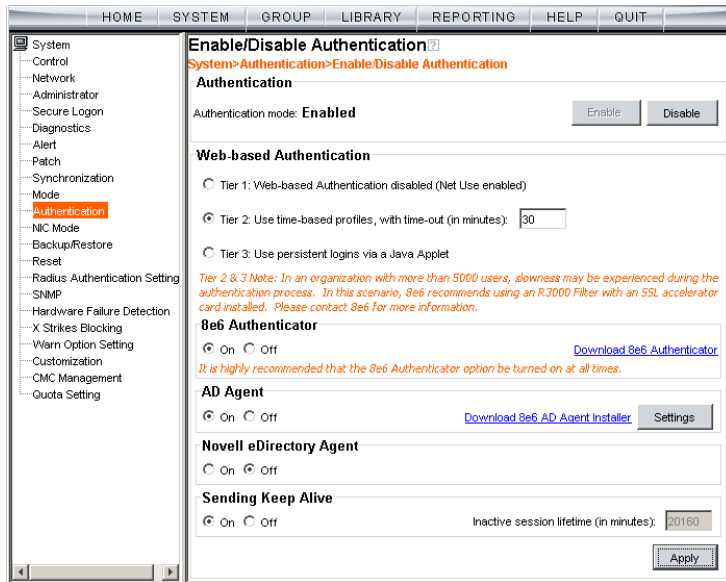 HOME SYSTEM GROUP LIBRARY REPORTING HELP QUIT
System
Control
Network
Administrator
Secure Logon
Diagnostics
Alert
Patch
Synchronization
Mode
Authentication
NIC Mode
Backup/Restore
Reset
Radius Authentication Setting
SNMP
Hardware Failure Detection
X Strikes Blocking
Warn Option Setting
Customization
CMC Management
Quota Setting
Enable/Disable Authentication ?
System>Authentication>Enable/Disable Authentication
Authentication
Authentication mode: Enabled Enable Disable
Web-based Authentication
Tier 1: Web-based Authentication disabled (Net Use enabled)
Tier 2: Use time-based profiles, with time-out (in minutes): 30
Tier 3: Use persistent logins via a Java Applet
Tier 2 & 3 Note: In an organization with more than 5000 users, slowness may be experienced during the
authentication process. In this scenario, 8e6 recommends using an R3000 Filter with an SSL accelerator
card installed. Please contact 8e6 for more information.
8e6 Authenticator
On Off Download 8e6 Authenticator
It is highly recommended that the 8e6 Authenticator option be turned on at all times.
AD Agent
On Off Download 8e6 AD Agent Installer Settings
Novell eDirectory Agent
On Off
Sending Keep Alive
On Off Inactive session lifetime (in minutes): 20160
Apply